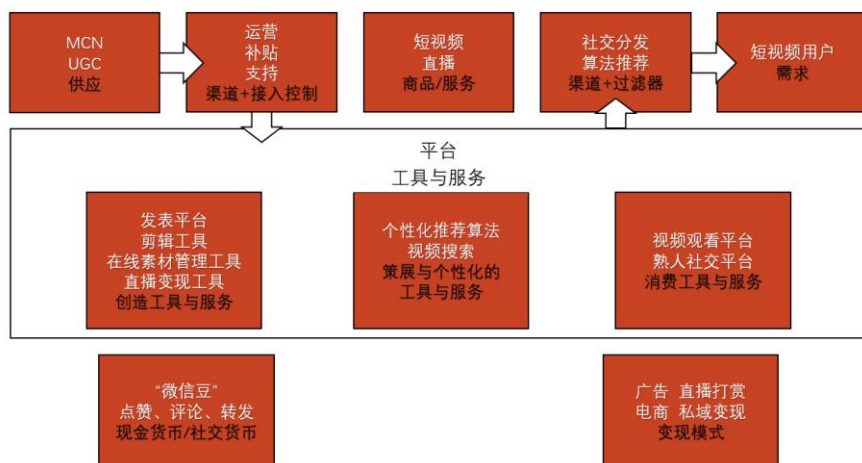 MCN
UGC
供应
运营
补贴
支持
渠道+接入控制
短视频
直播
商品/服务
社交分发
算法推荐
渠道+过滤器
短视频用户
需求
平台
工具与服务
发表平台
剪辑工具
在线素材管理工具
直播变现工具
创造工具与服务
个性化推荐算法
视频搜索
策展与个性化的
工具与服务
视频观看平台
熟人社交平台
消费工具与服务
“微信豆”
点赞、评论、转发
现金货币/社交货币
广告 直播打赏
电商 私域变现
变现模式